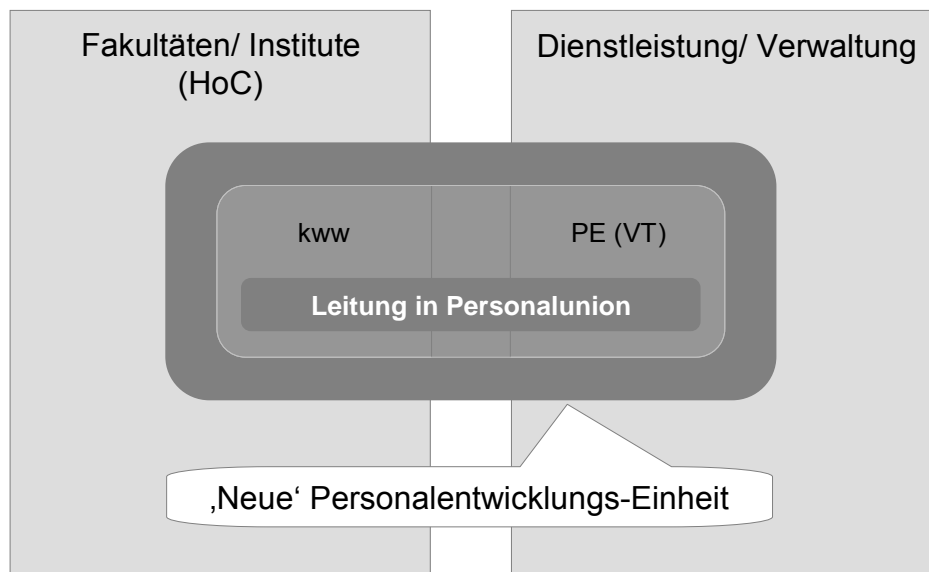 Fakultäten/ Institute
(HoC)
Dienstleistung/ Verwaltung
kww
PE (VT)
Leitung in Personalunion
‚Neue‘ Personalentwicklungs-Einheit